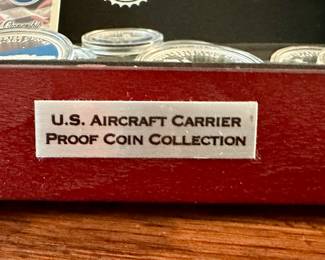 U.S. Aircraft Carrier
Proof Coin Collection